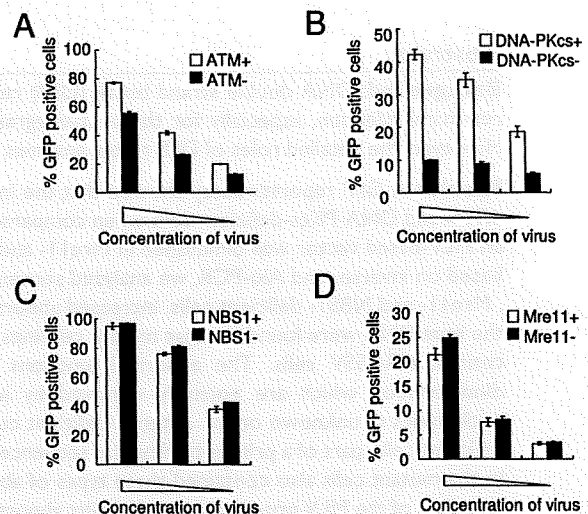 A
% GFP positive cells
100
80
60
40
20
0
ATM+
ATM-
Concentration of virus
B
% GFP positive cells
50
40
30
20
10
0
DNA-PKcs+
DNA-PKcs-
Concentration of virus
C
% GFP positive cells
100
80
60
40
20
0
NBS1+
NBS1-
Concentration of virus
D
% GFP positive cells
30
25
20
15
10
5
0
Mre11+
Mre11-
Concentration of virus